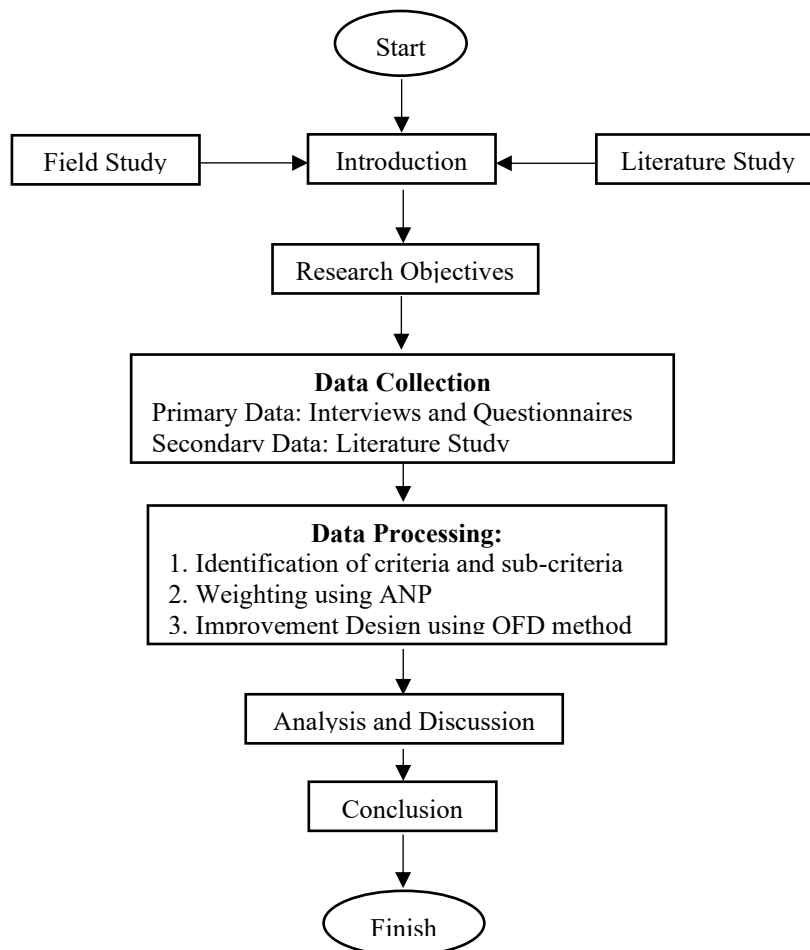 Start
Field Study
Introduction
Literature Study
Research Objectives
Data Collection
Primary Data: Interviews and Questionnaires
Secondary Data: Literature Study
Data Processing:
1. Identification of criteria and sub-criteria
2. Weighting using ANP
3. Improvement Design using QFD method
Analysis and Discussion
Conclusion
Finish